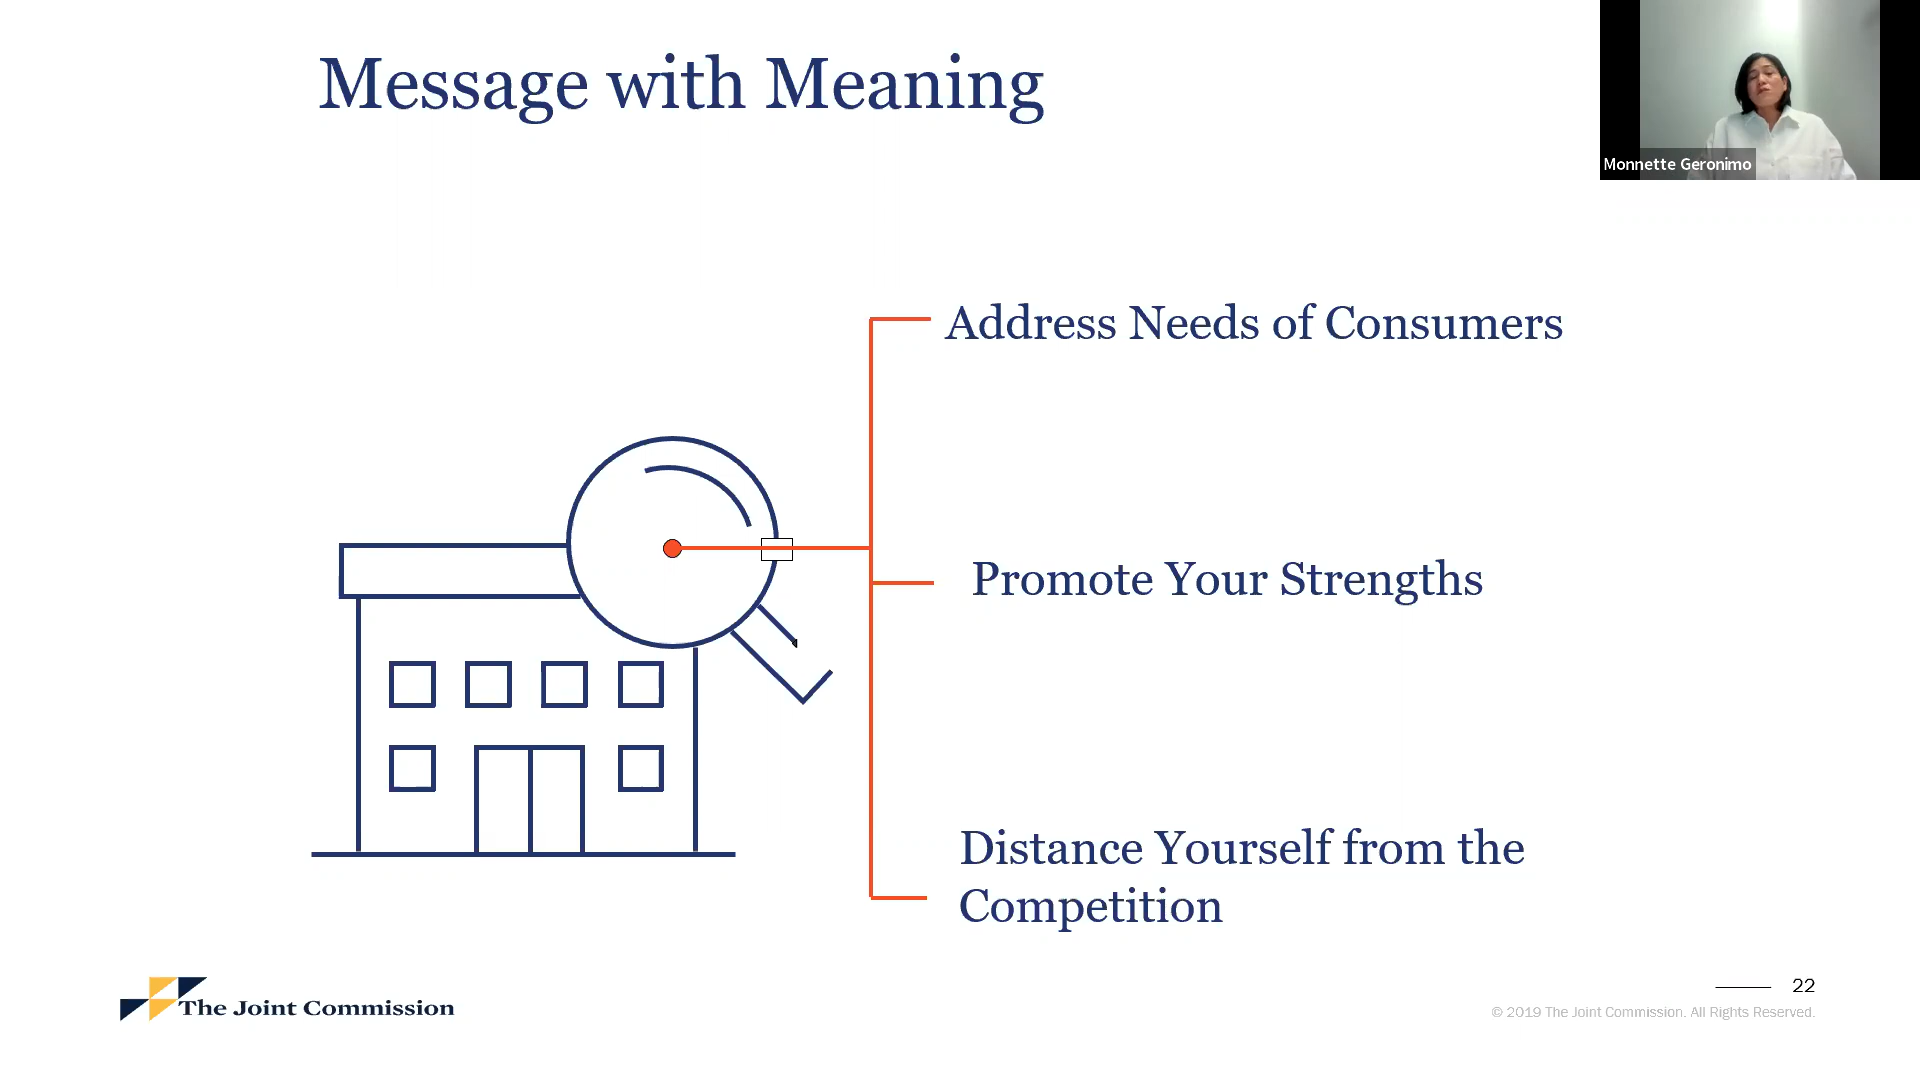 Message with Meaning
Monnette Geronimo
Address Needs of Consumers
Promote Your Strengths
Distance Yourself from the
Competition
The Joint Commission
22
© 2019 The Joint Commission. All Rights Reserved.